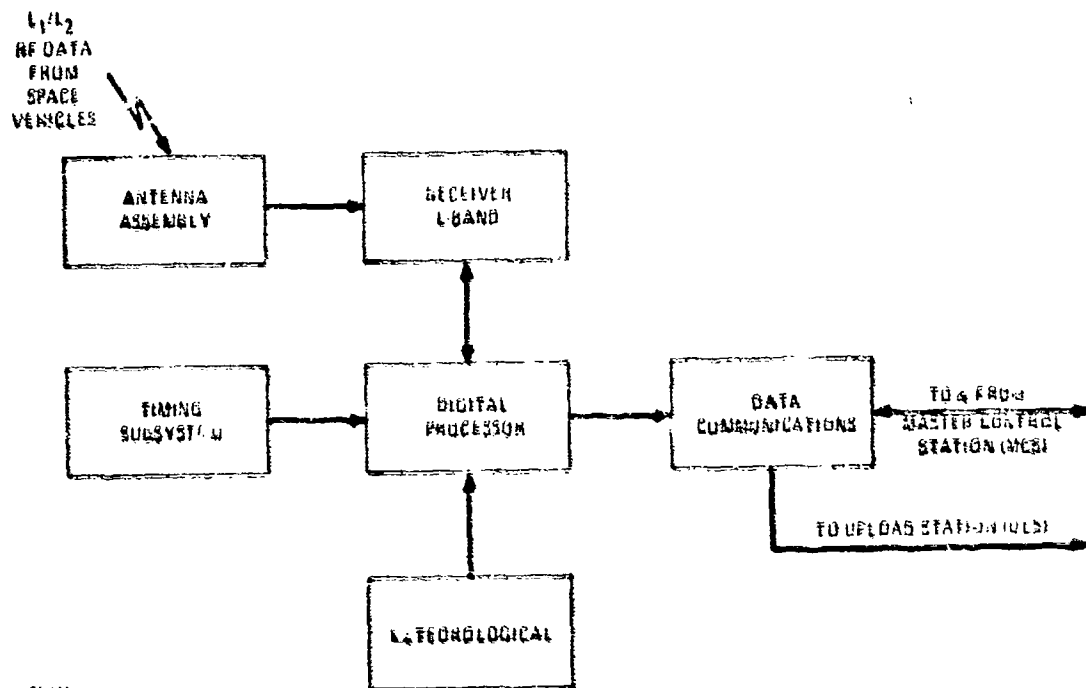 L1/L2
RF DATA
FROM
SPACE
VEHICLES
ANTENNA
ASSEMBLY
RECEIVER
L-BAND
TIMING
SUBSYSTEM
DIGITAL
PROCESSOR
DATA
COMMUNICATIONS
TO & FROM
MASTER CONTROL
STATION (MCS)
TO UPLOAD STATION (ULS)
METEOROLOGICAL